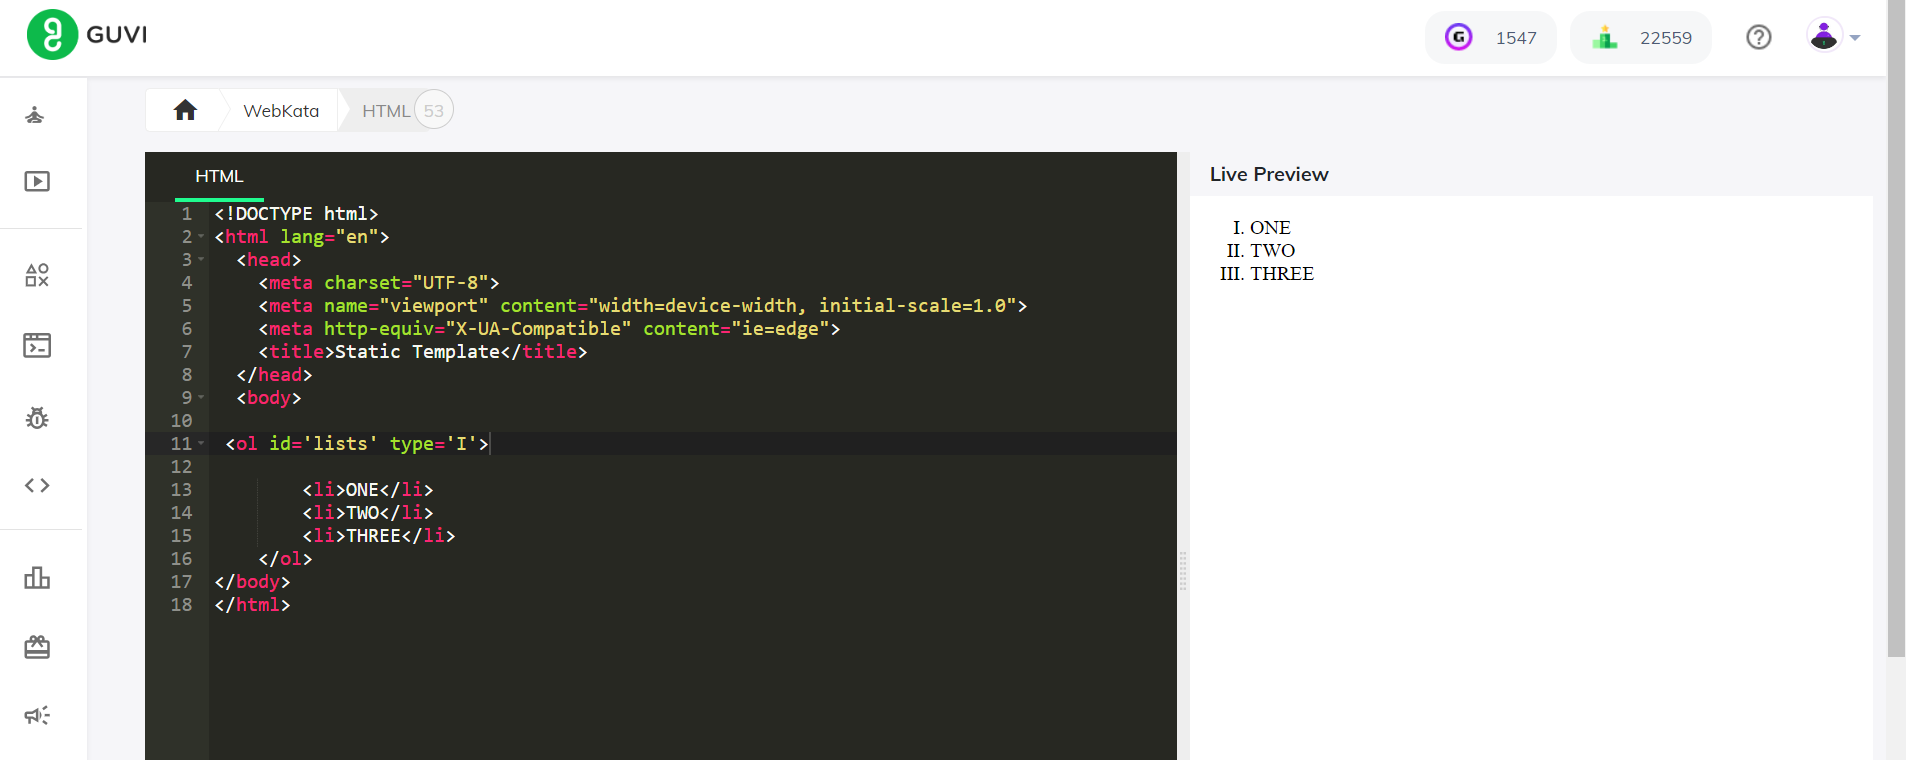 GUVI
1547
22559
WebKata
HTML 53
HTML
1 <!DOCTYPE html>
2 <html lang="en">
3 <head>
4 <meta charset="UTF-8">
5 <meta name="viewport" content="width=device-width, initial-scale=1.0">
6 <meta http-equiv="X-UA-Compatible" content="ie=edge">
7 <title>Static Template</title>
8 </head>
9 <body>
10
11 <ol id='lists' type='I'>
12
13 <li>ONE</li>
14 <li>TWO</li>
15 <li>THREE</li>
16 </ol>
17 </body>
18 </html>
Live Preview
I. ONE
II. TWO
III. THREE